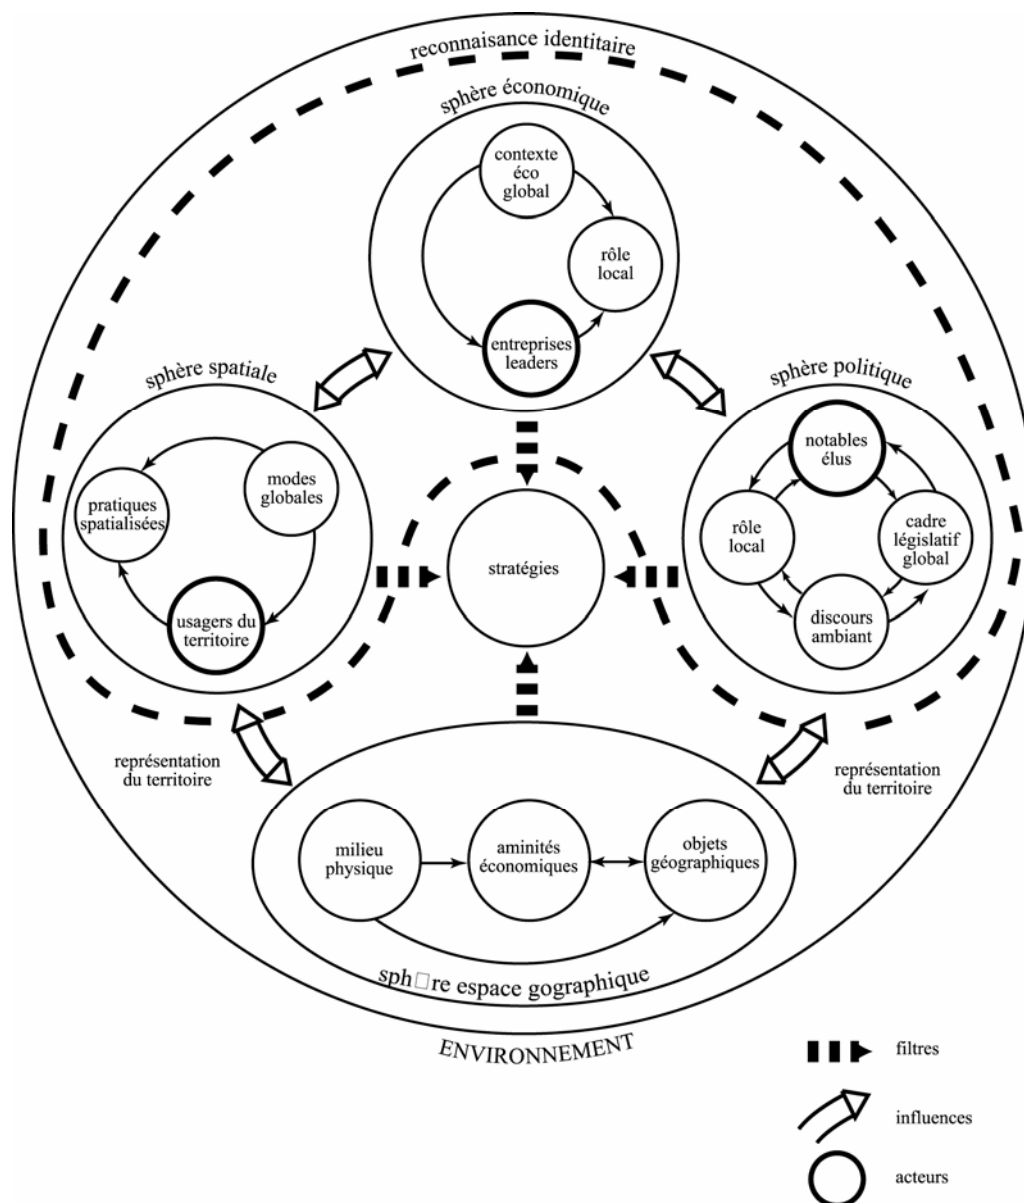 reconnaisance identitaire
sphère économique
contexte
éco
global
rôle
local
entreprises
leaders
sphère spatiale
modes
globales
pratiques
spatialisées
usagers du
territoire
sphère politique
notables
élus
rôle
local
cadre
législatif
global
discours
ambiant
stratégies
représentation
du territoire
représentation
du territoire
milieu
physique
aminités
économiques
objets
géographiques
sph□re espace gographique
ENVIRONNEMENT
filtres
influences
acteurs